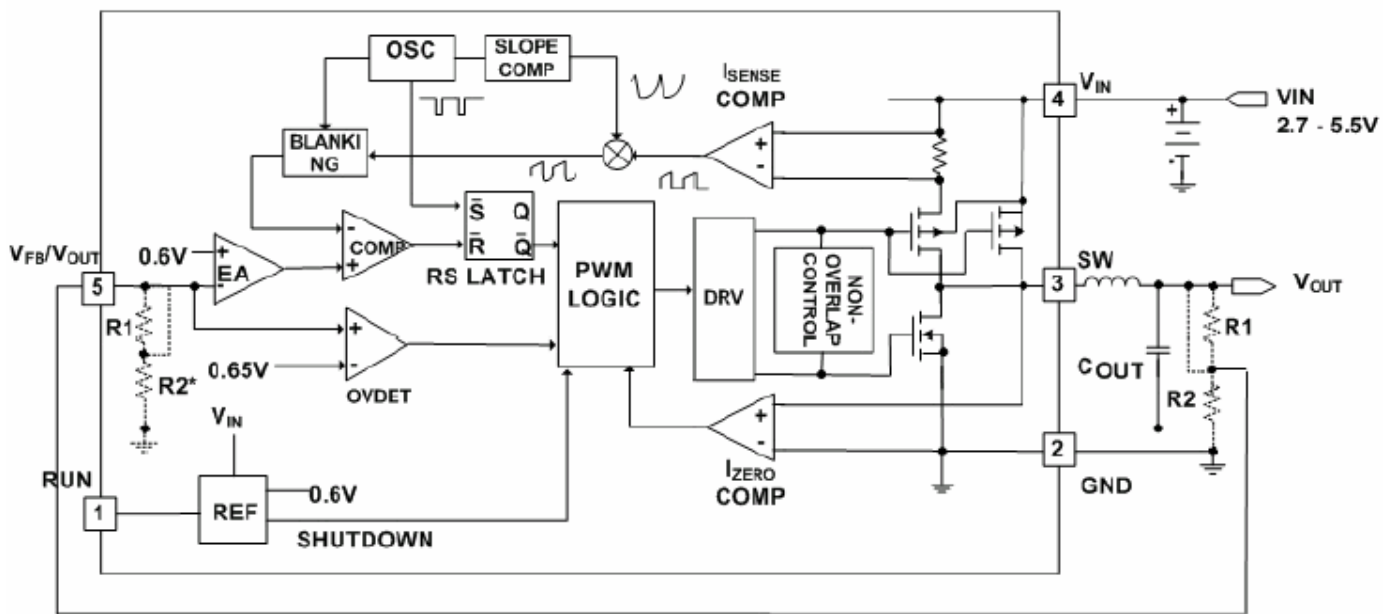 OSC
SLOPE
COMP
ISENSE
COMP
VIN
4
VIN
2.7 - 5.5V
+
-
BLANKI
NG
+
-
S̅ Q
R̅ Q̅
RS LATCH
-
COMP
+
VFB/VOUT
0.6V
+
EA
-
5
PWM
LOGIC
DRV
NON-
OVERLAP
CONTROL
3
SW
VOUT
R1
R2*
+
-
0.65V
OVDET
COUT
R1
R2
VIN
+
-
IZERO
COMP
2
GND
RUN
1
REF
0.6V
SHUTDOWN